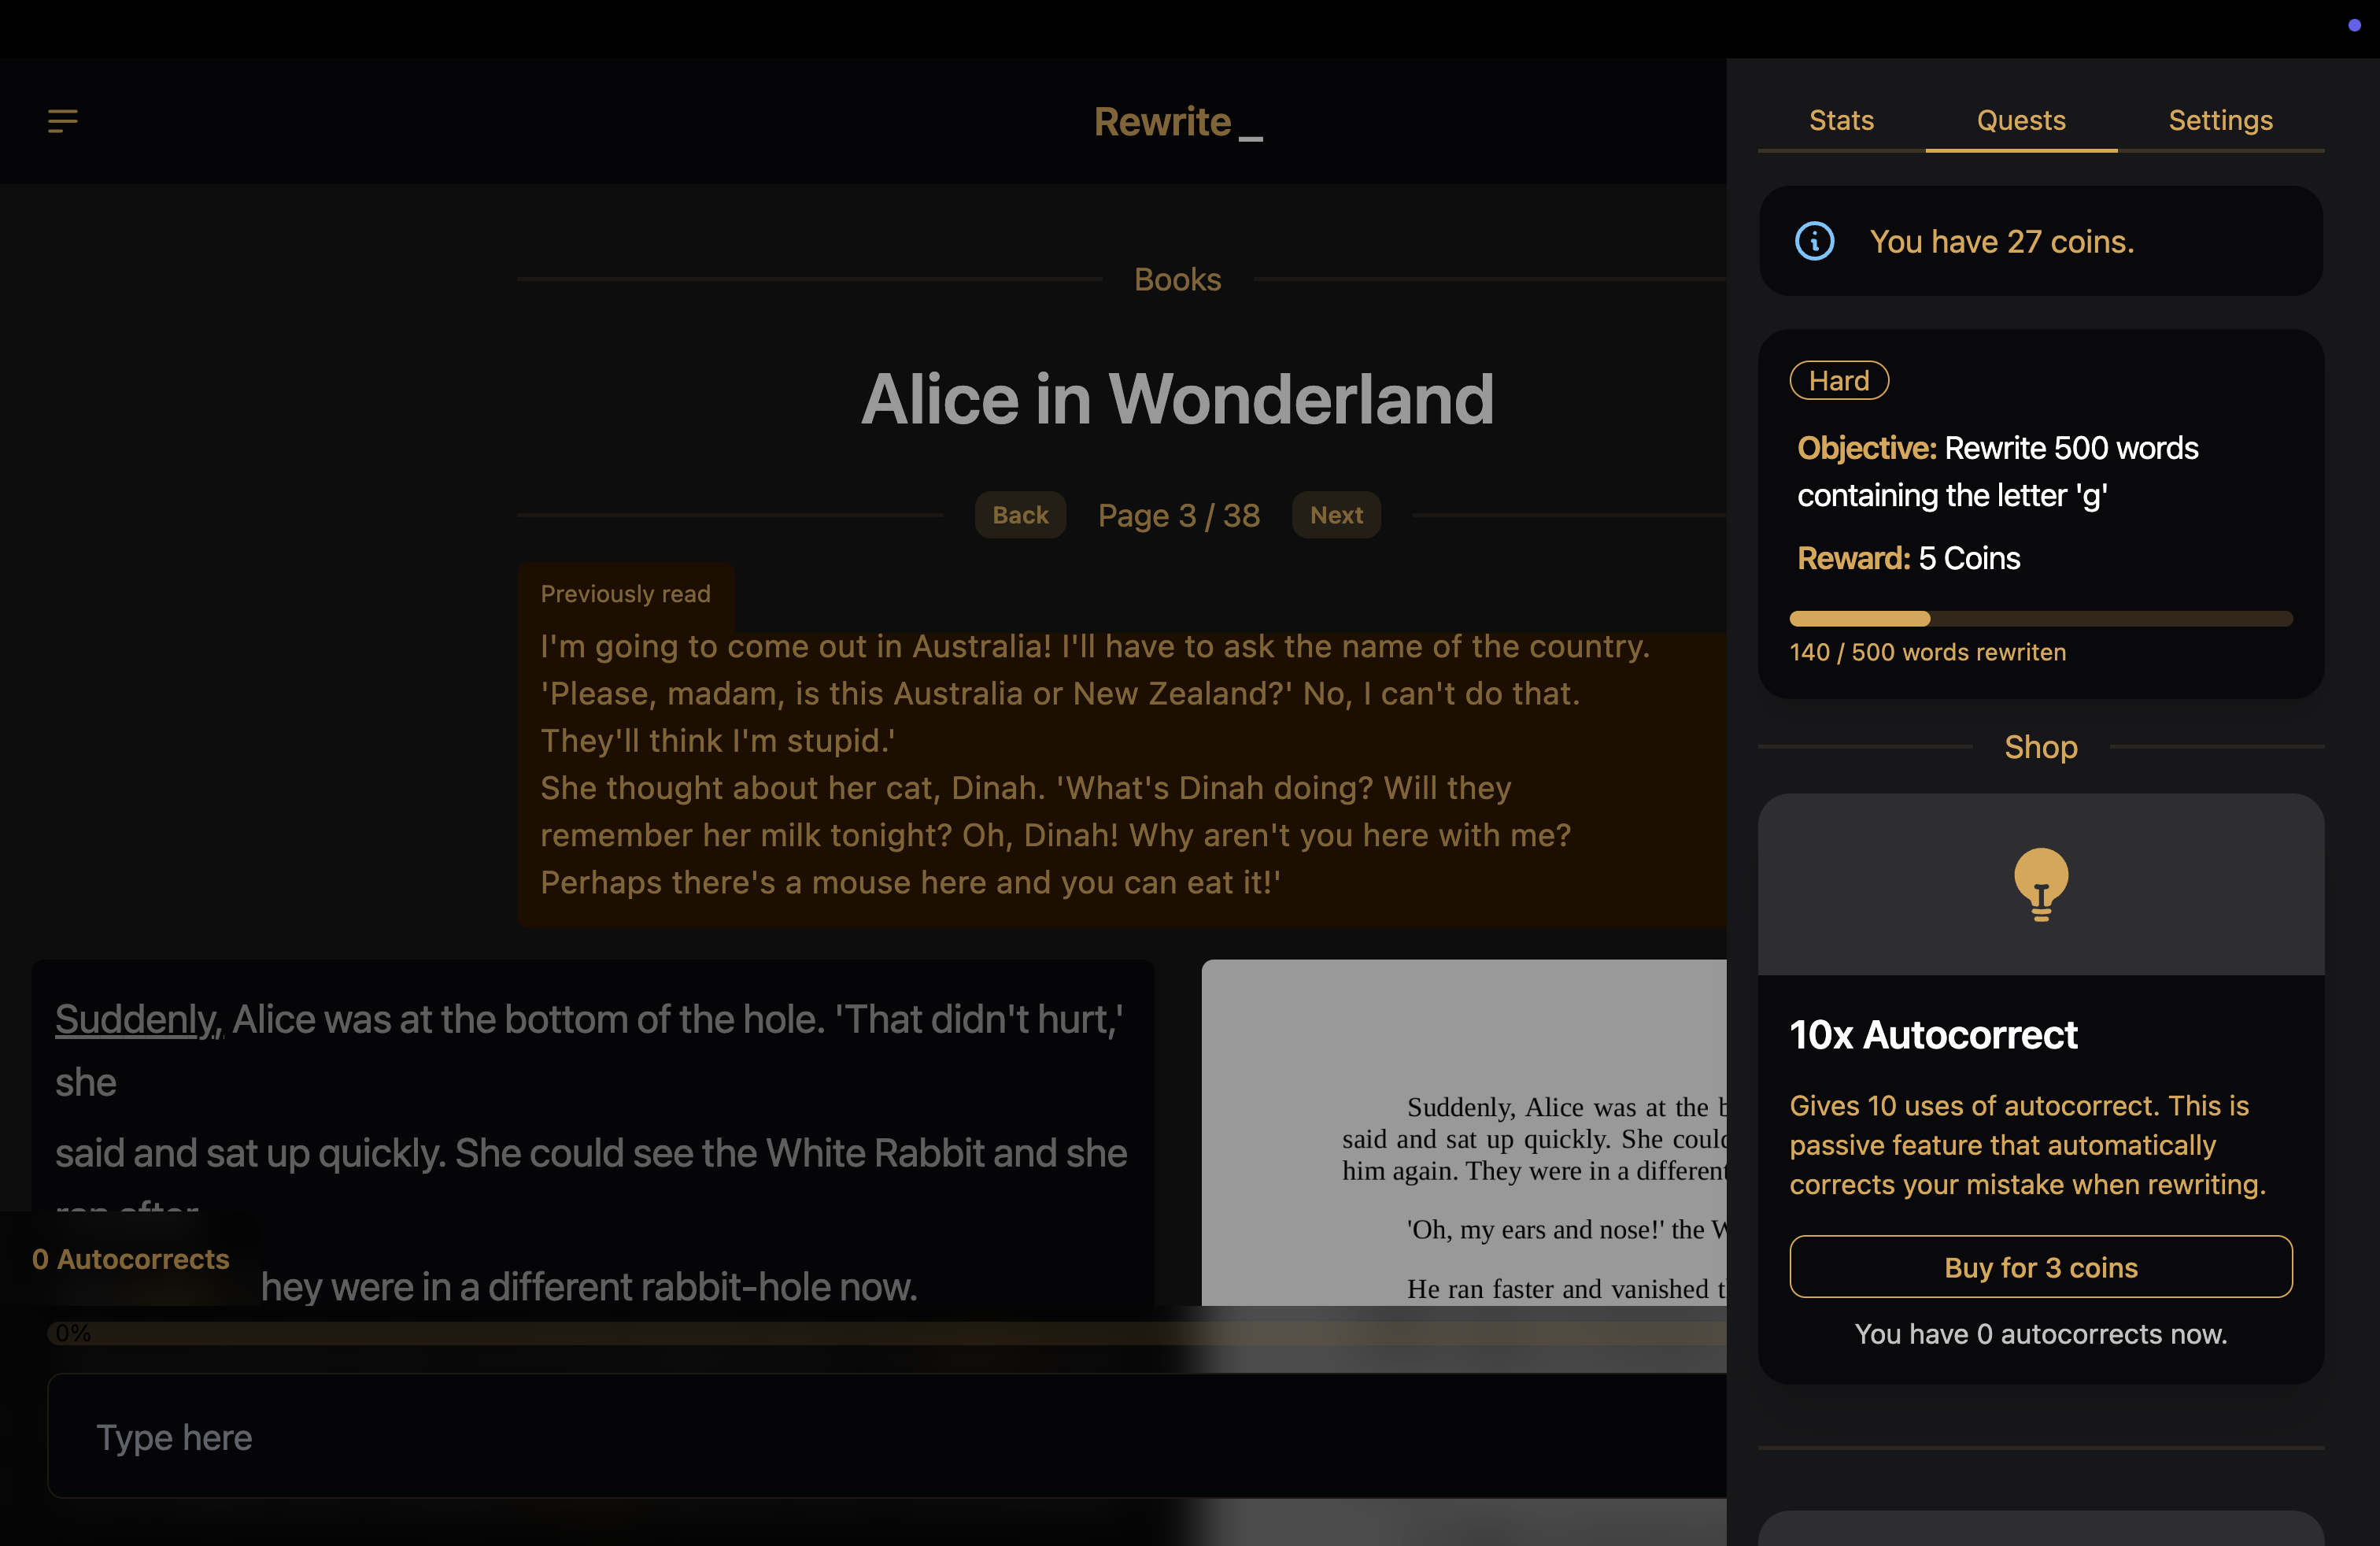 Rewrite _
Books
Alice in Wonderland
Back
Page 3 / 38
Next
Previously read
I'm going to come out in Australia! I'll have to ask the name of the country.
'Please, madam, is this Australia or New Zealand?' No, I can't do that.
They'll think I'm stupid.'
She thought about her cat, Dinah. 'What's Dinah doing? Will they
remember her milk tonight? Oh, Dinah! Why aren't you here with me?
Perhaps there's a mouse here and you can eat it!'
Suddenly, Alice was at the bottom of the hole. 'That didn't hurt,'
she
said and sat up quickly. She could see the White Rabbit and she
ran after
hey were in a different rabbit-hole now.
Suddenly, Alice was at the
said and sat up quickly. She
him again. They were in a different
'Oh, my ears and nose!' the
He ran faster and vanished
0 Autocorrects
0%
Type here
Stats
Quests
Settings
You have 27 coins.
Hard
Objective: Rewrite 500 words
containing the letter 'g'
Reward: 5 Coins
140 / 500 words rewriten
Shop
10x Autocorrect
Gives 10 uses of autocorrect. This is
passive feature that automatically
corrects your mistake when rewriting.
Buy for 3 coins
You have 0 autocorrects now.